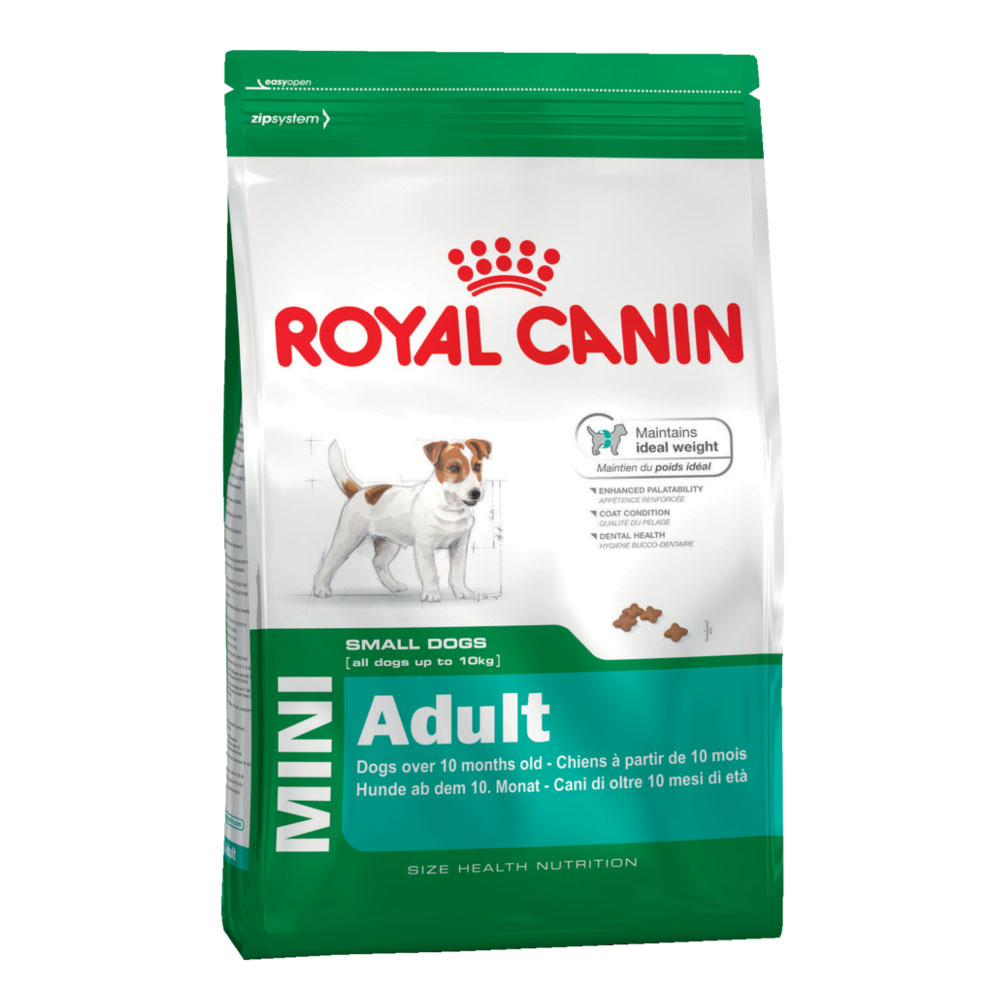 easyopen
zipsystem
ROYAL CANIN
Maintains
ideal weight
Maintien du poids idéal
ENHANCED PALATABILITY
APPÉTENCE RENFORCÉE
COAT CONDITION
QUALITÉ DU PELAGE
DENTAL HEALTH
HYGIÈNE BUCCO-DENTAIRE
SMALL DOGS
[all dogs up to 10kg]
MINI
Adult
Dogs over 10 months old - Chiens à partir de 10 mois
Hunde ab dem 10. Monat - Cani di oltre 10 mesi di età
SIZE HEALTH NUTRITION
Adult